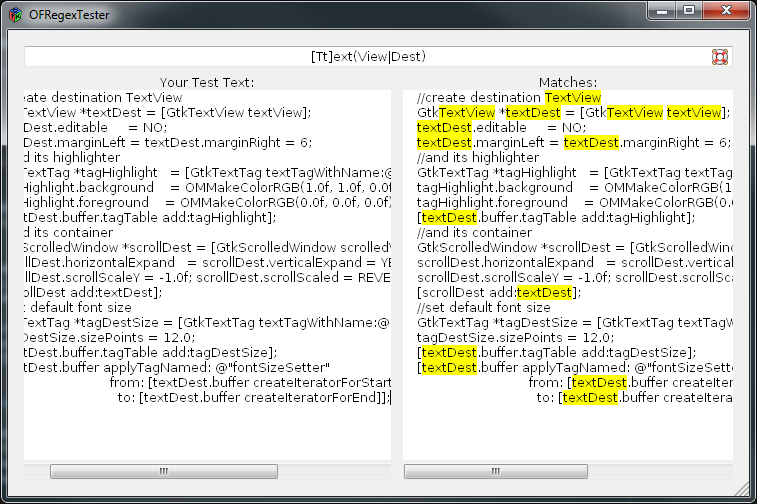 OFRegexTester
[Tt]ext(View|Dest)
Your Test Text:
eate destination TextView
TextView *textDest = [GtkTextView textView];
Dest.editable = NO;
Dest.marginLeft = textDest.marginRight = 6;
nd its highlighter
TextTag *tagHighlight = [GtkTextTag textTagWithName:@
Highlight.background = OMMakeColorRGB(1.0f, 1.0f, 0.0f
Highlight.foreground = OMMakeColorRGB(0.0f, 0.0f, 0.0f)
tDest.buffer.tagTable add:tagHighlight];
nd its container
ScrolledWindow *scrollDest = [GtkScrolledWindow scrolledV
llDest.horizontalExpand = scrollDest.verticalExpand = YE
llDest.scrollScaleY = -1.0f; scrollDest.scrollScaled = REVE
ollDest add:textDest];
t default font size
TextTag *tagDestSize = [GtkTextTag textTagWithName:@
DestSize.sizePoints = 12.0;
tDest.buffer.tagTable add:tagDestSize];
tDest.buffer applyTagNamed: @"fontSizeSetter"
from: [textDest.buffer createIteratorForStart
to: [textDest.buffer createIteratorForEnd]];
Matches:
//create destination TextView
GtkTextView *textDest = [GtkTextView textView];
textDest.editable = NO;
textDest.marginLeft = textDest.marginRight = 6;
//and its highlighter
GtkTextTag *tagHighlight = [GtkTextTag textTagW
tagHighlight.background = OMMakeColorRGB(1
tagHighlight.foreground = OMMakeColorRGB(0.
[textDest.buffer.tagTable add:tagHighlight];
//and its container
GtkScrolledWindow *scrollDest = [GtkScrolledWin
scrollDest.horizontalExpand = scrollDest.vertical
scrollDest.scrollScaleY = -1.0f; scrollDest.scrollSc
[scrollDest add:textDest];
//set default font size
GtkTextTag *tagDestSize = [GtkTextTag textTagW
tagDestSize.sizePoints = 12.0;
[textDest.buffer.tagTable add:tagDestSize];
[textDest.buffer applyTagNamed: @"fontSizeSett
from: [textDest.buffer createIter
to: [textDest.buffer createItera